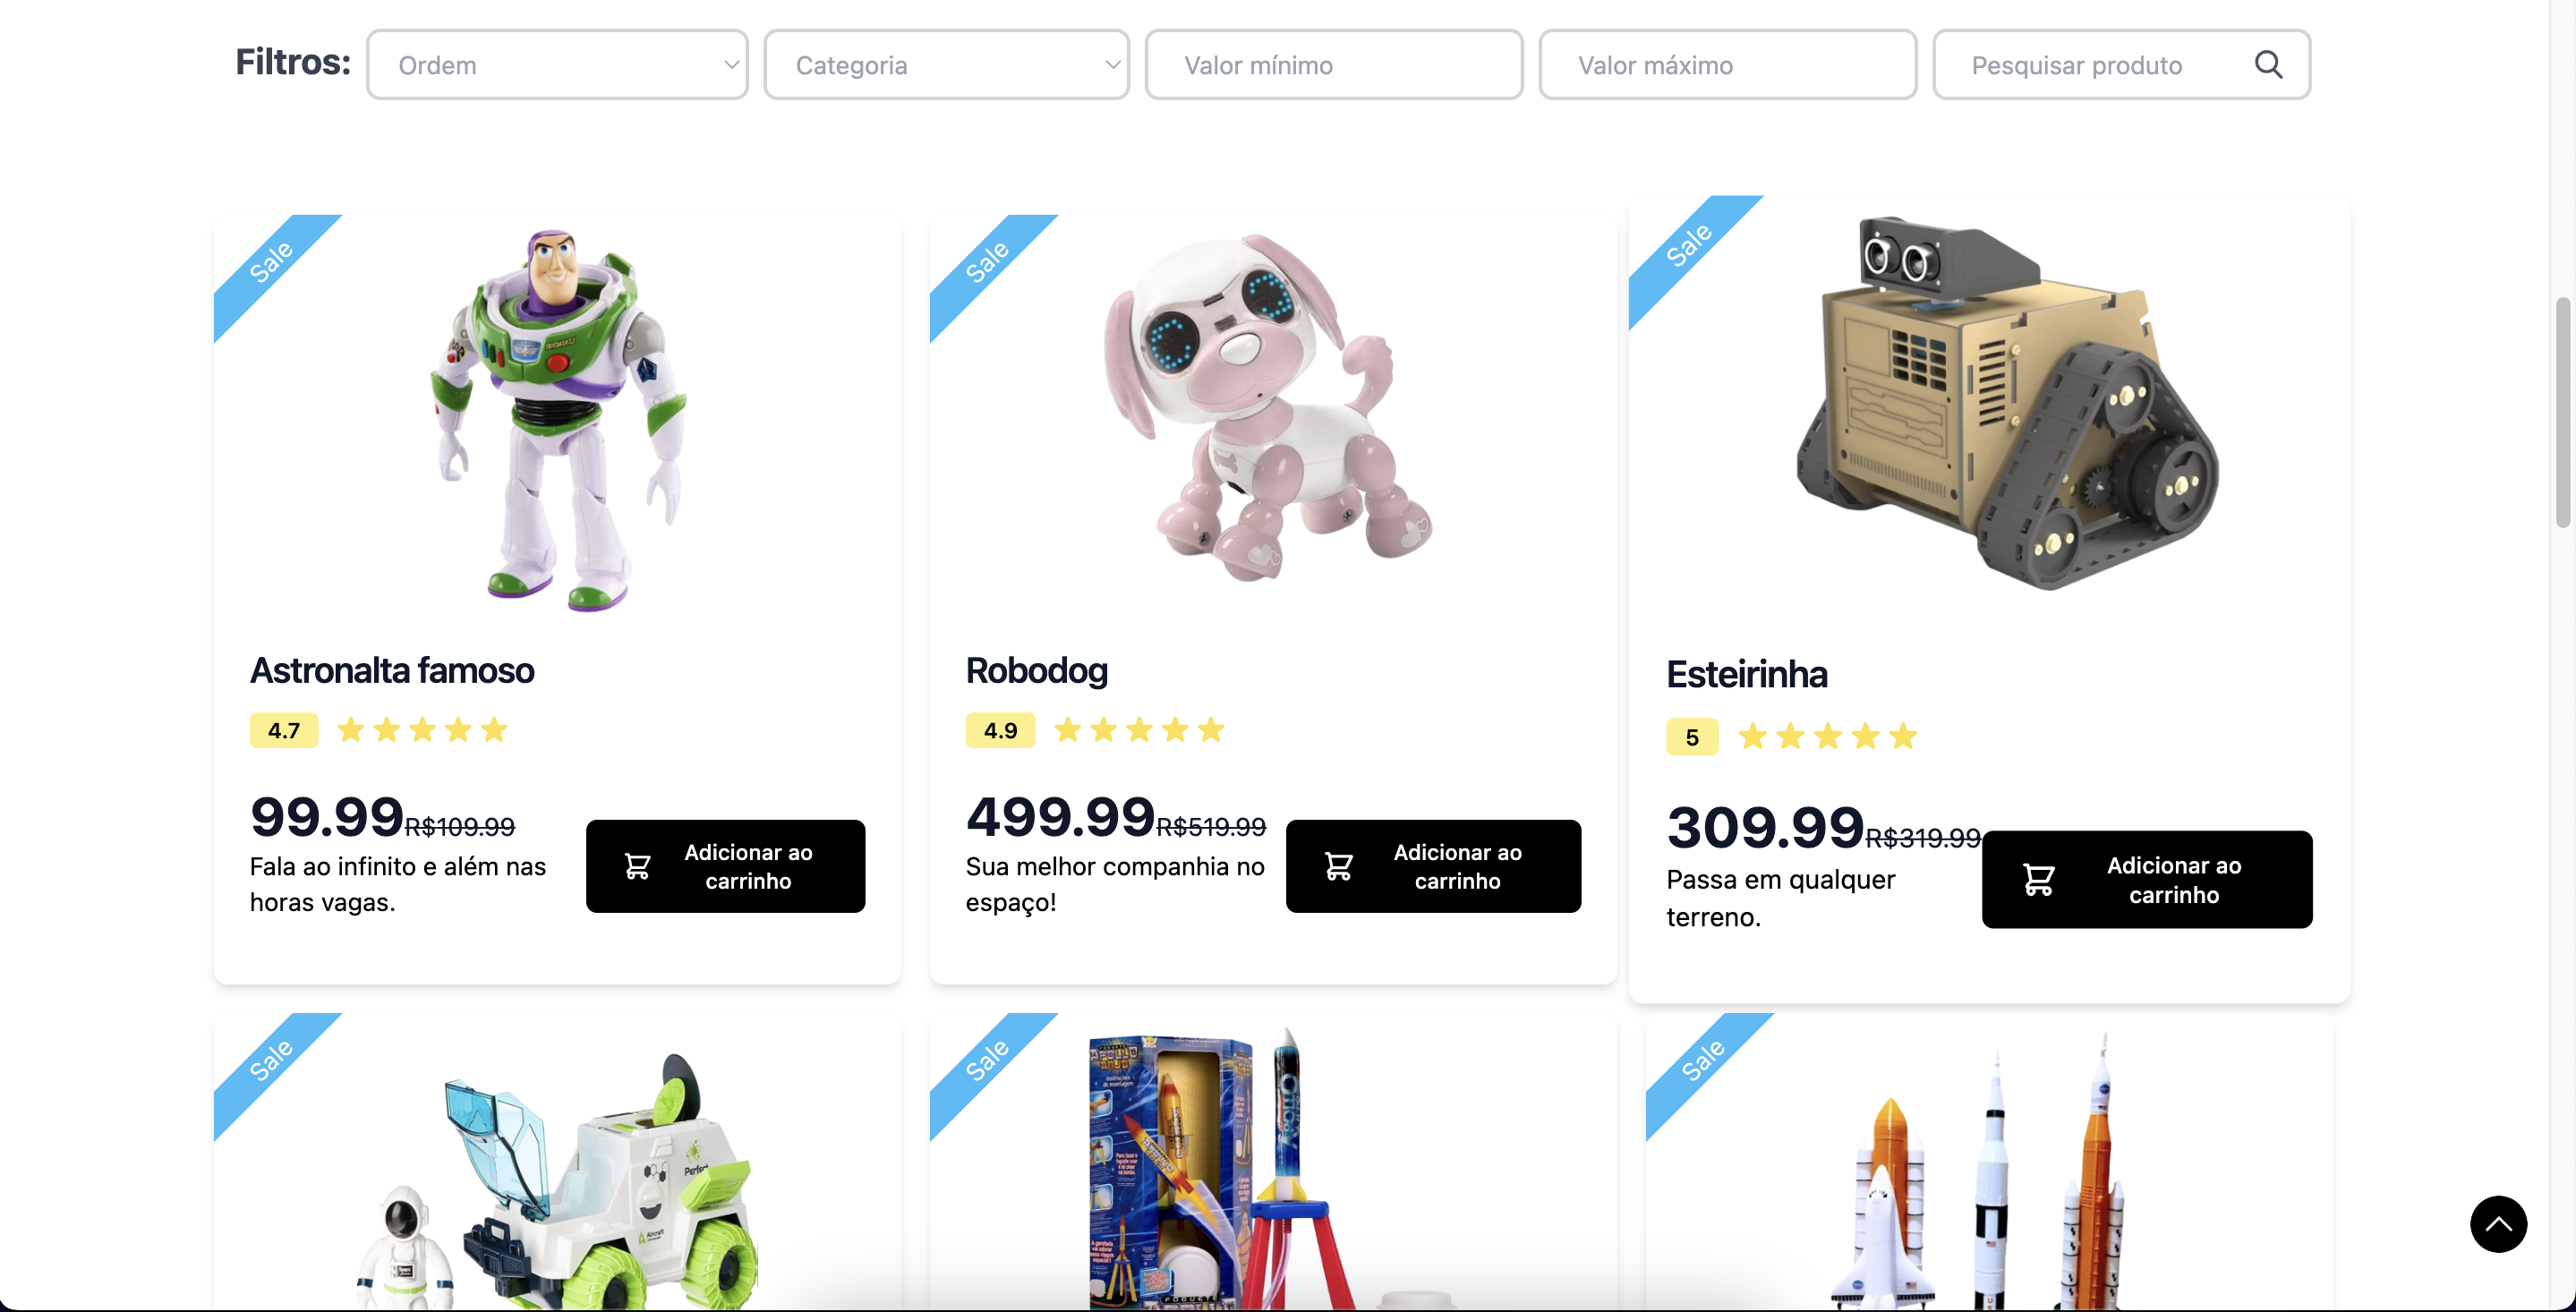 Filtros:
Ordem
Categoria
Valor mínimo
Valor máximo
Pesquisar produto
Sale
Sale
Sale
Astronalta famoso
4.7
99.99 R$109.99
Fala ao infinito e além nas
horas vagas.
Adicionar ao
carrinho
Robodog
4.9
499.99 R$519.99
Sua melhor companhia no
espaço!
Adicionar ao
carrinho
Esteirinha
5
309.99 R$319.99
Passa em qualquer
terreno.
Adicionar ao
carrinho
Sale
Sale
Sale